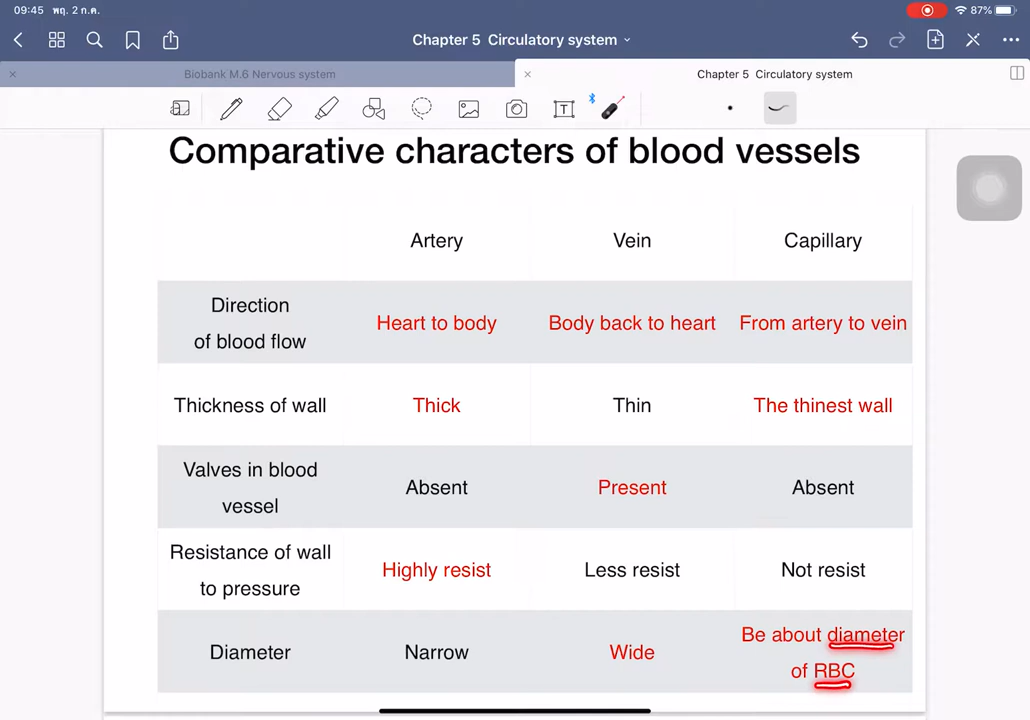 09:45 พฤ. 2 ก.ค. 87%
Chapter 5 Circulatory system
Biobank M.6 Nervous system
Chapter 5 Circulatory system
T
Comparative characters of blood vessels
Artery Vein Capillary
Direction
of blood flow
Heart to body Body back to heart From artery to vein
Thickness of wall Thick Thin The thinest wall
Valves in blood
vessel
Absent Present Absent
Resistance of wall
to pressure
Highly resist Less resist Not resist
Diameter Narrow Wide
Be about diameter
of RBC